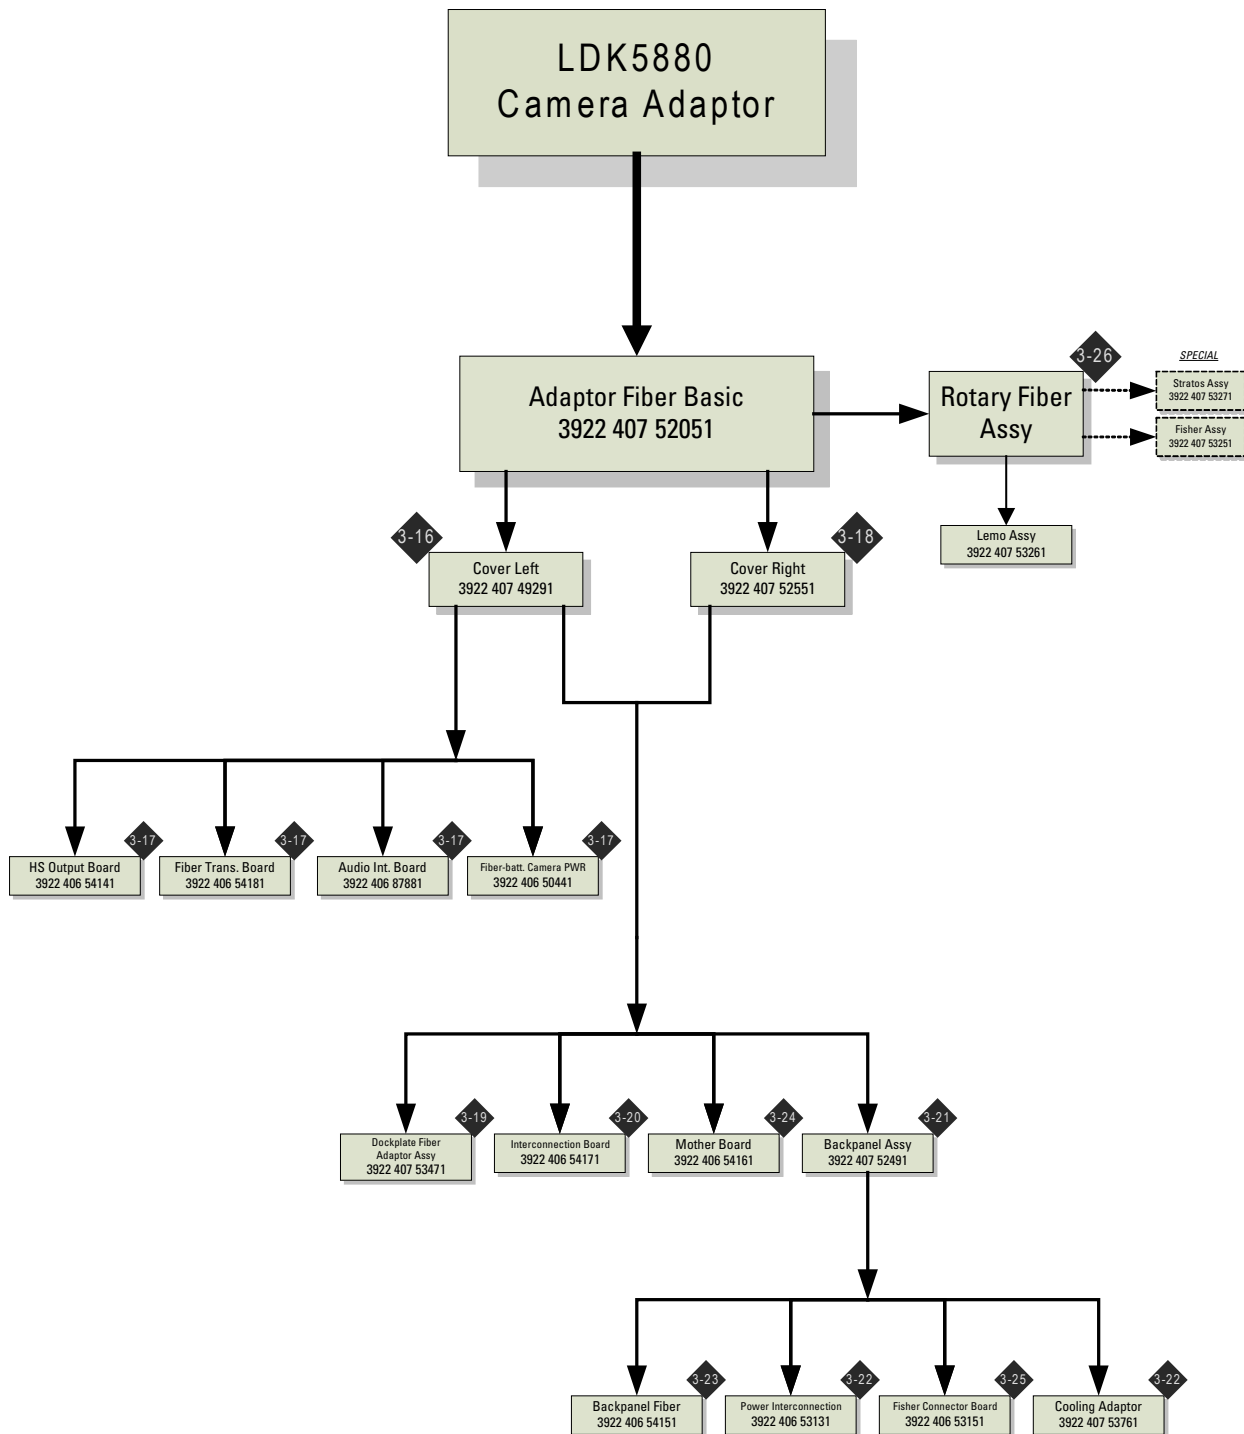 LDK5880
Camera Adaptor
Adaptor Fiber Basic
3922 407 52051
3-26
Rotary Fiber
Assy
SPECIAL
Stratos Assy
3922 407 53271
Fisher Assy
3922 407 53251
Lemo Assy
3922 407 53261
3-16
Cover Left
3922 407 49291
3-18
Cover Right
3922 407 52551
3-17
HS Output Board
3922 406 54141
3-17
Fiber Trans. Board
3922 406 54181
3-17
Audio Int. Board
3922 406 87881
3-17
Fiber-batt. Camera PWR
3922 406 50441
3-19
Dockplate Fiber
Adaptor Assy
3922 407 53471
3-20
Interconnection Board
3922 406 54171
3-24
Mother Board
3922 406 54161
3-21
Backpanel Assy
3922 407 52491
3-23
Backpanel Fiber
3922 406 54151
3-22
Power Interconnection
3922 406 53131
3-25
Fisher Connector Board
3922 406 53151
3-22
Cooling Adaptor
3922 407 53761